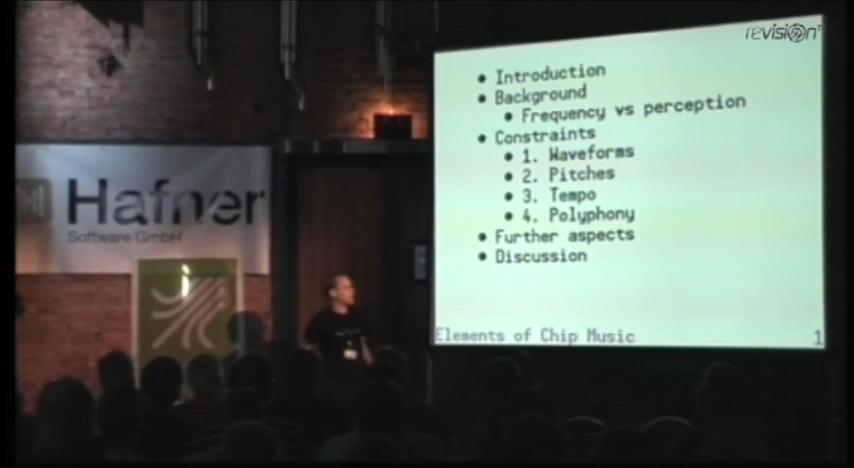 revision
• Introduction
• Background
• Frequency vs perception
• Constraints
• 1. Waveforms
• 2. Pitches
• 3. Tempo
• 4. Polyphony
• Further aspects
• Discussion
Elements of Chip Music 1
Hafner
Software GmbH